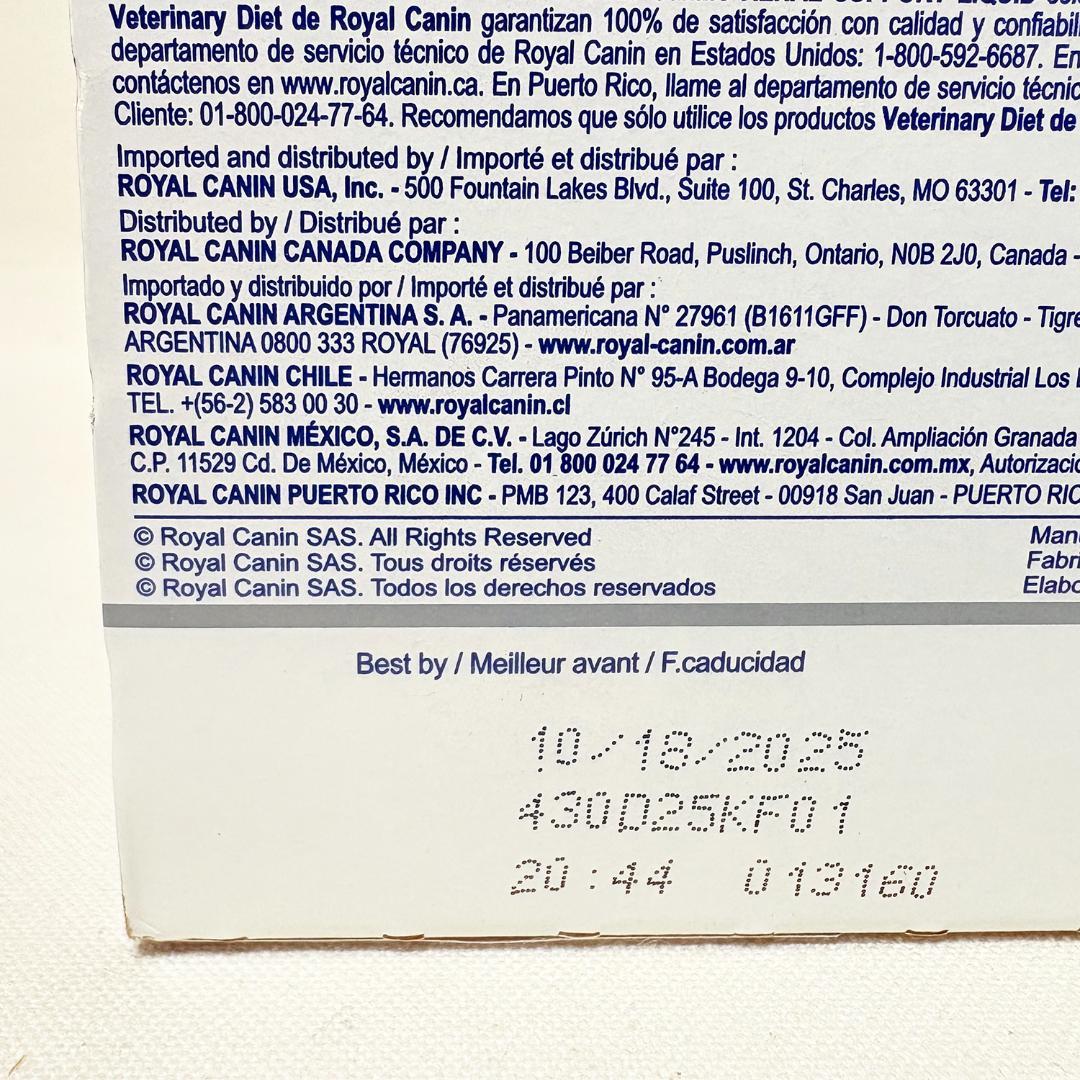 Veterinary Diet de Royal Canin garantizan 100% de satisfacción con calidad y
departamento de servicio técnico de Royal Canin en Estados Unidos: 1-800-592-6687. En
contáctenos en www.royalcanin.ca. En Puerto Rico, llame al departamento de servicio
Cliente: 01-800-024-77-64. Recomendamos que sólo utilice los productos Veterinary Diet de
Imported and distributed by / Importé et distribué par :
ROYAL CANIN USA, Inc. - 500 Fountain Lakes Blvd., Suite 100, St. Charles, MO 63301 - Tel:
Distributed by / Distribué par :
ROYAL CANIN CANADA COMPANY - 100 Beiber Road, Puslinch, Ontario, N0B 2J0, Canada -
Importado y distribuido por / Importé et distribué par :
ROYAL CANIN ARGENTINA S. A. - Panamericana N° 27961 (B1611GFF) - Don Torcuato - Tigre
ARGENTINA 0800 333 ROYAL (76925) - www.royal-canin.com.ar
ROYAL CANIN CHILE - Hermanos Carrera Pinto N° 95-A Bodega 9-10, Complejo Industrial Los
TEL. +(56-2) 583 00 30 - www.royalcanin.cl
ROYAL CANIN MÉXICO, S.A. DE C.V. - Lago Zúrich N°245 - Int. 1204 - Col. Ampliación Granada
C.P. 11529 Cd. De México, México - Tel. 01 800 024 77 64 - www.royalcanin.com.mx,
ROYAL CANIN PUERTO RICO INC - PMB 123, 400 Calaf Street - 00918 San Juan - PUERTO
© Royal Canin SAS. All Rights Reserved
© Royal Canin SAS. Tous droits réservés
© Royal Canin SAS. Todos los derechos reservados
Best by / Meilleur avant / F.caducidad
10/18/2025
430D25KF01
20:44 013160